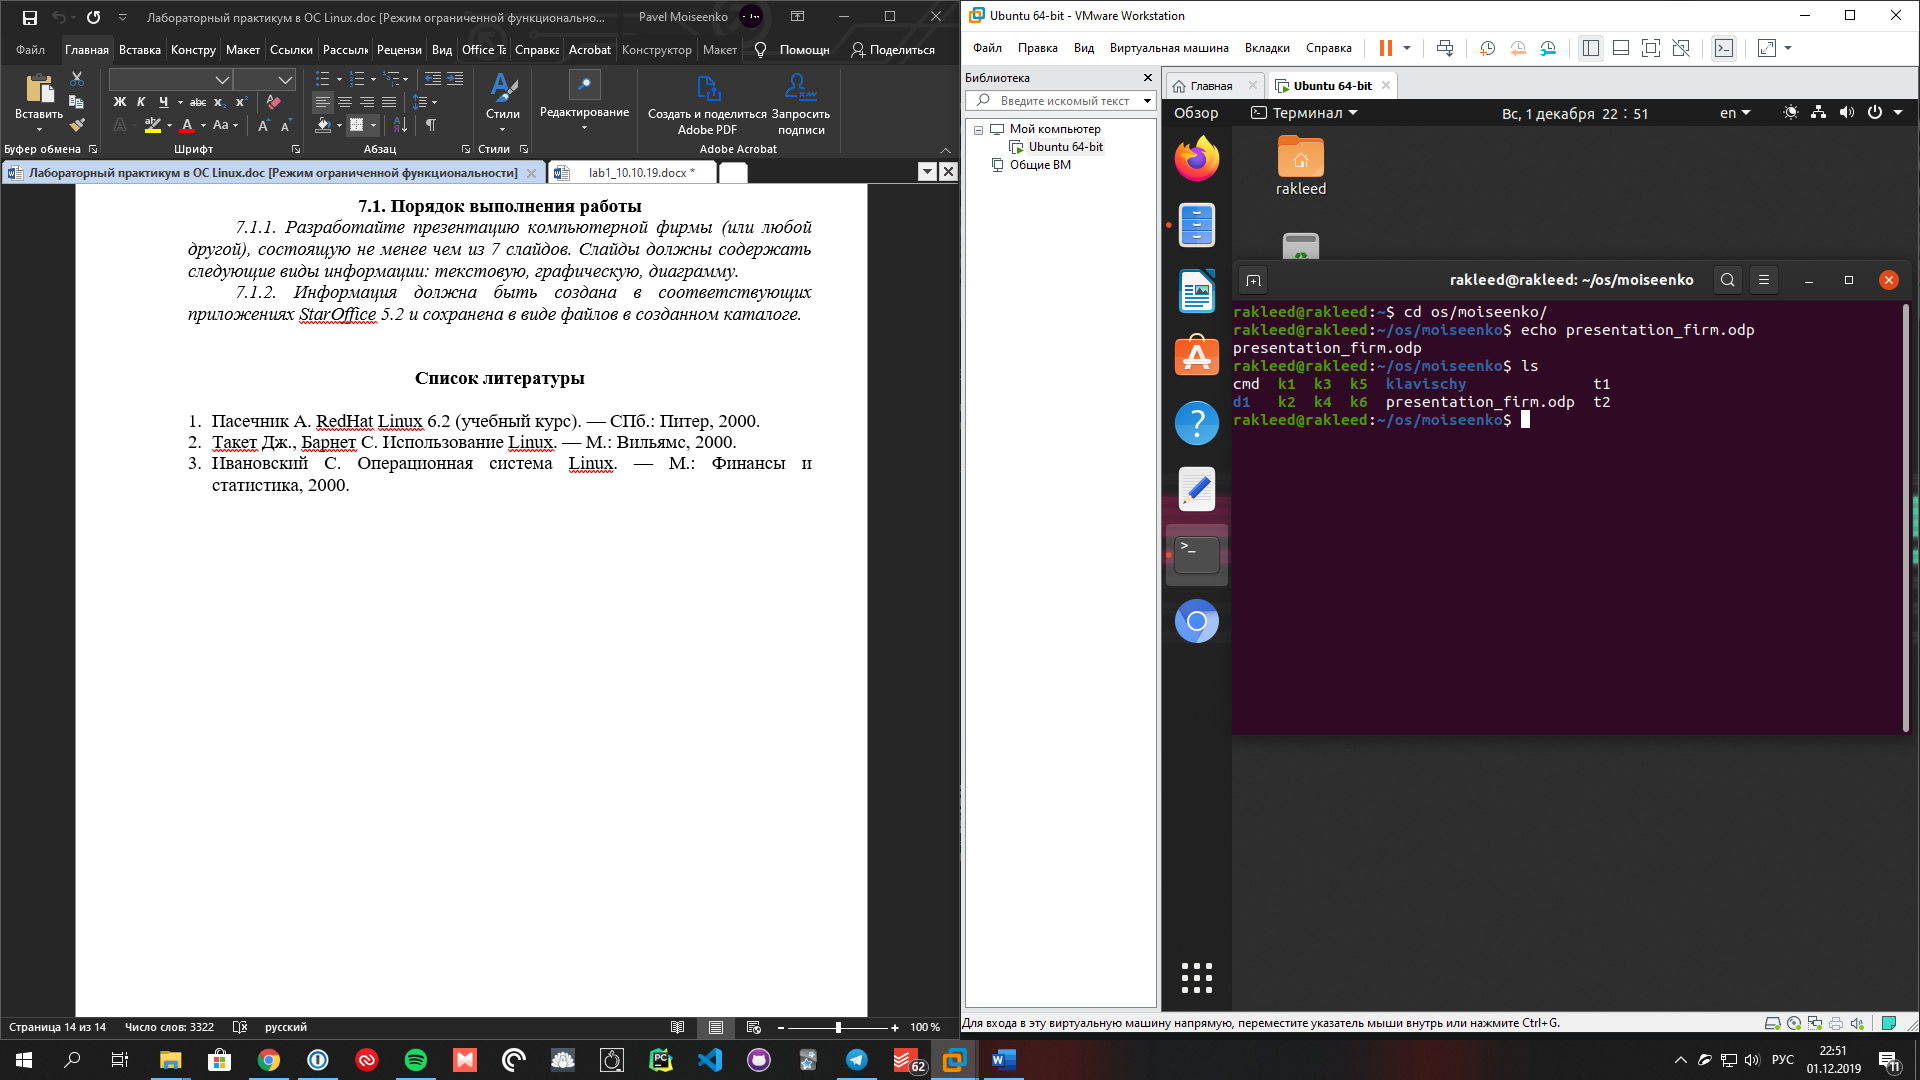 Лабораторный практикум в ОС Linux.doc [Режим ограниченной функционально...
Pavel Moiseenko
Файл Главная Вставка Констру Макет Ссылки Рассылк Рецензи Вид Office Ta Справка Acrobat Конструктор Макет Помощн Поделиться
Вставить
Ж К Ч abc x₂ x²
Aa
Стили
Редактирование
Создать и поделиться Adobe PDF
Запросить подписи
Буфер обмена Шрифт Абзац Стили Adobe Acrobat
Лабораторный практикум в ОС Linux.doc [Режим ограниченной функциональности]
lab1_10.10.19.docx *
7.1. Порядок выполнения работы
7.1.1. Разработайте презентацию компьютерной фирмы (или любой
другой), состоящую не менее чем из 7 слайдов. Слайды должны содержать
следующие виды информации: текстовую, графическую, диаграмму.
7.1.2. Информация должна быть создана в соответствующих
приложениях StarOffice 5.2 и сохранена в виде файлов в созданном каталоге.
Список литературы
1. Пасечник А. RedHat Linux 6.2 (учебный курс). — СПб.: Питер, 2000.
2. Такет Дж., Барнет С. Использование Linux. — М.: Вильямс, 2000.
3. Ивановский С. Операционная система Linux. — М.: Финансы и
статистика, 2000.
Страница 14 из 14 Число слов: 3322 русский 100 %
Ubuntu 64-bit - VMware Workstation
Файл Правка Вид Виртуальная машина Вкладки Справка
Библиотека
Введите искомый текст
Мой компьютер
Ubuntu 64-bit
Общие ВМ
Главная
Ubuntu 64-bit
Обзор Терминал Вс, 1 декабря 22 : 51 en
rakleed
rakleed@rakleed: ~/os/moiseenko
rakleed@rakleed:~$ cd os/moiseenko/
rakleed@rakleed:~/os/moiseenko$ echo presentation_firm.odp
presentation_firm.odp
rakleed@rakleed:~/os/moiseenko$ ls
cmd k1 k3 k5 klavischy t1
d1 k2 k4 k6 presentation_firm.odp t2
rakleed@rakleed:~/os/moiseenko$
Для входа в эту виртуальную машину напрямую, переместите указатель мыши внутрь или нажмите Ctrl+G.
62
РУС
22:51
01.12.2019
11